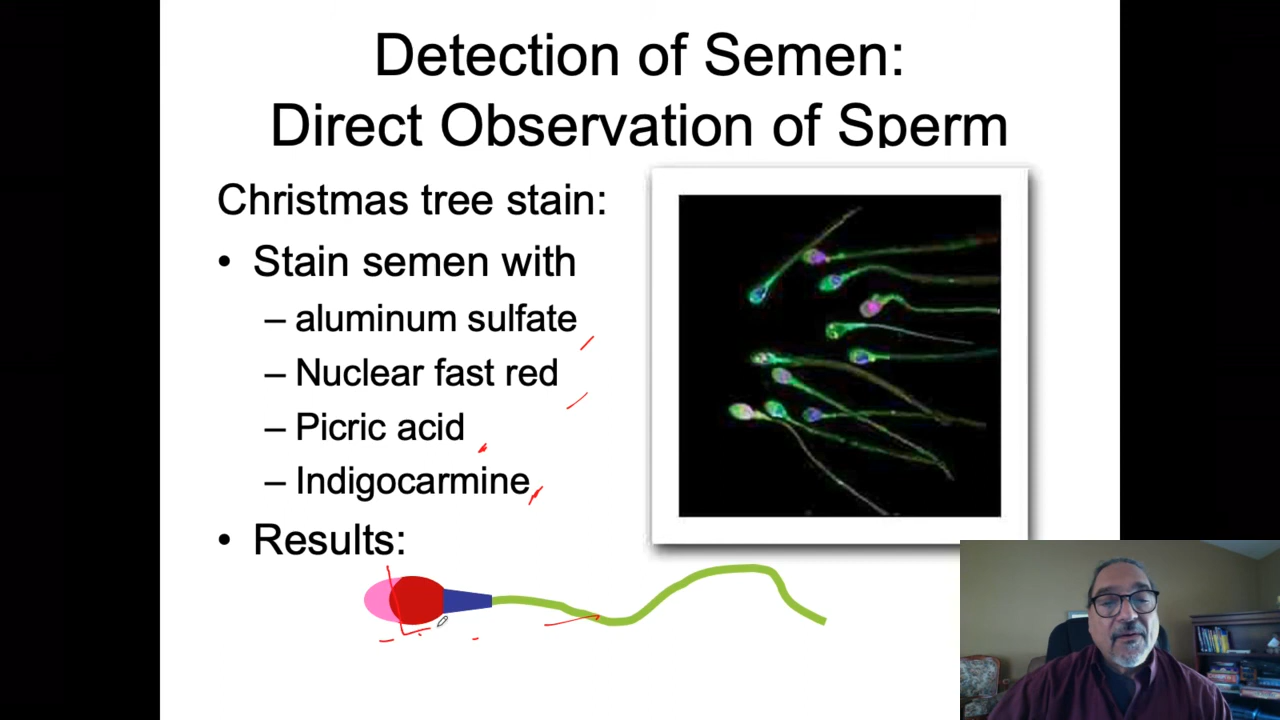 Detection of Semen:
Direct Observation of Sperm
Christmas tree stain:
• Stain semen with
– aluminum sulfate
– Nuclear fast red
– Picric acid
– Indigocarmine
• Results: